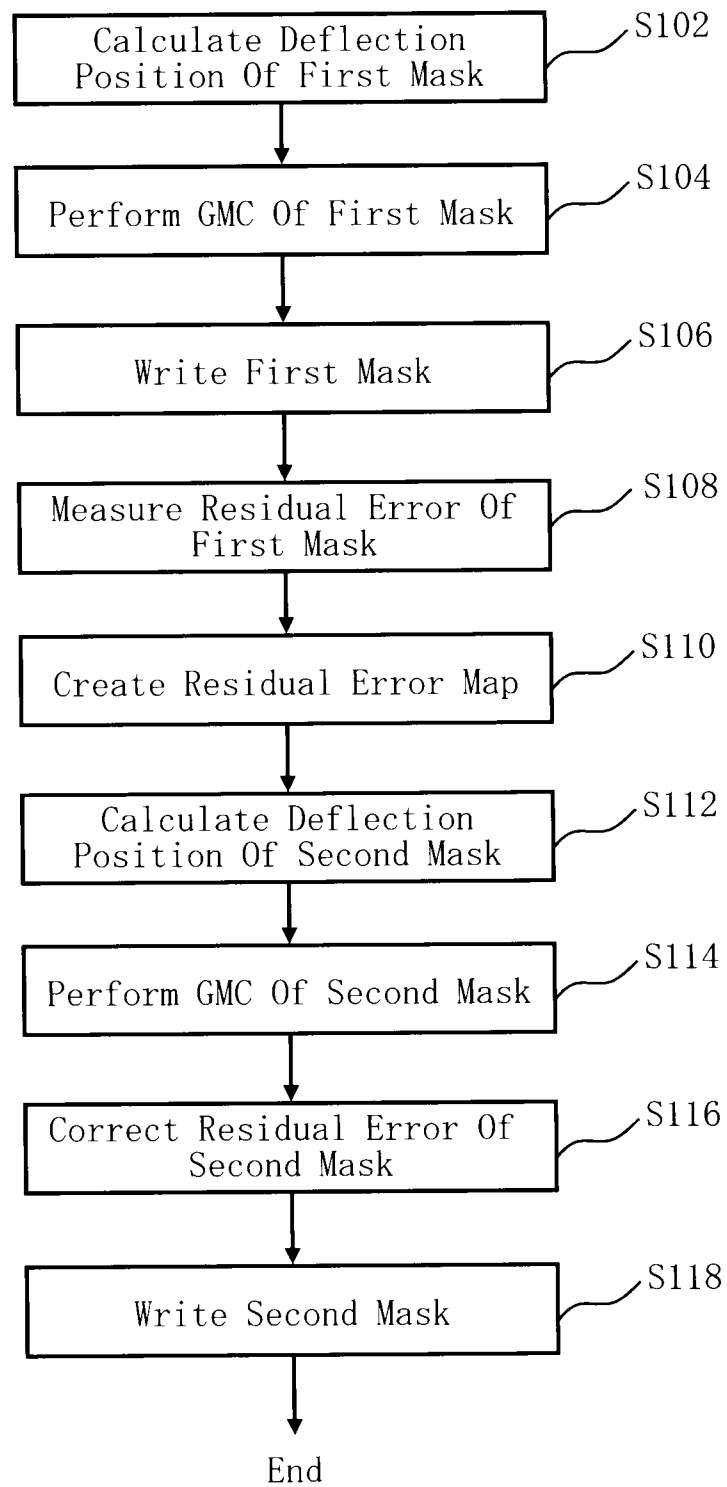 Calculate Deflection
Position Of First Mask
S102
Perform GMC Of First Mask
S104
Write First Mask
S106
Measure Residual Error Of
First Mask
S108
Create Residual Error Map
S110
Calculate Deflection
Position Of Second Mask
S112
Perform GMC Of Second Mask
S114
Correct Residual Error Of
Second Mask
S116
Write Second Mask
S118
End